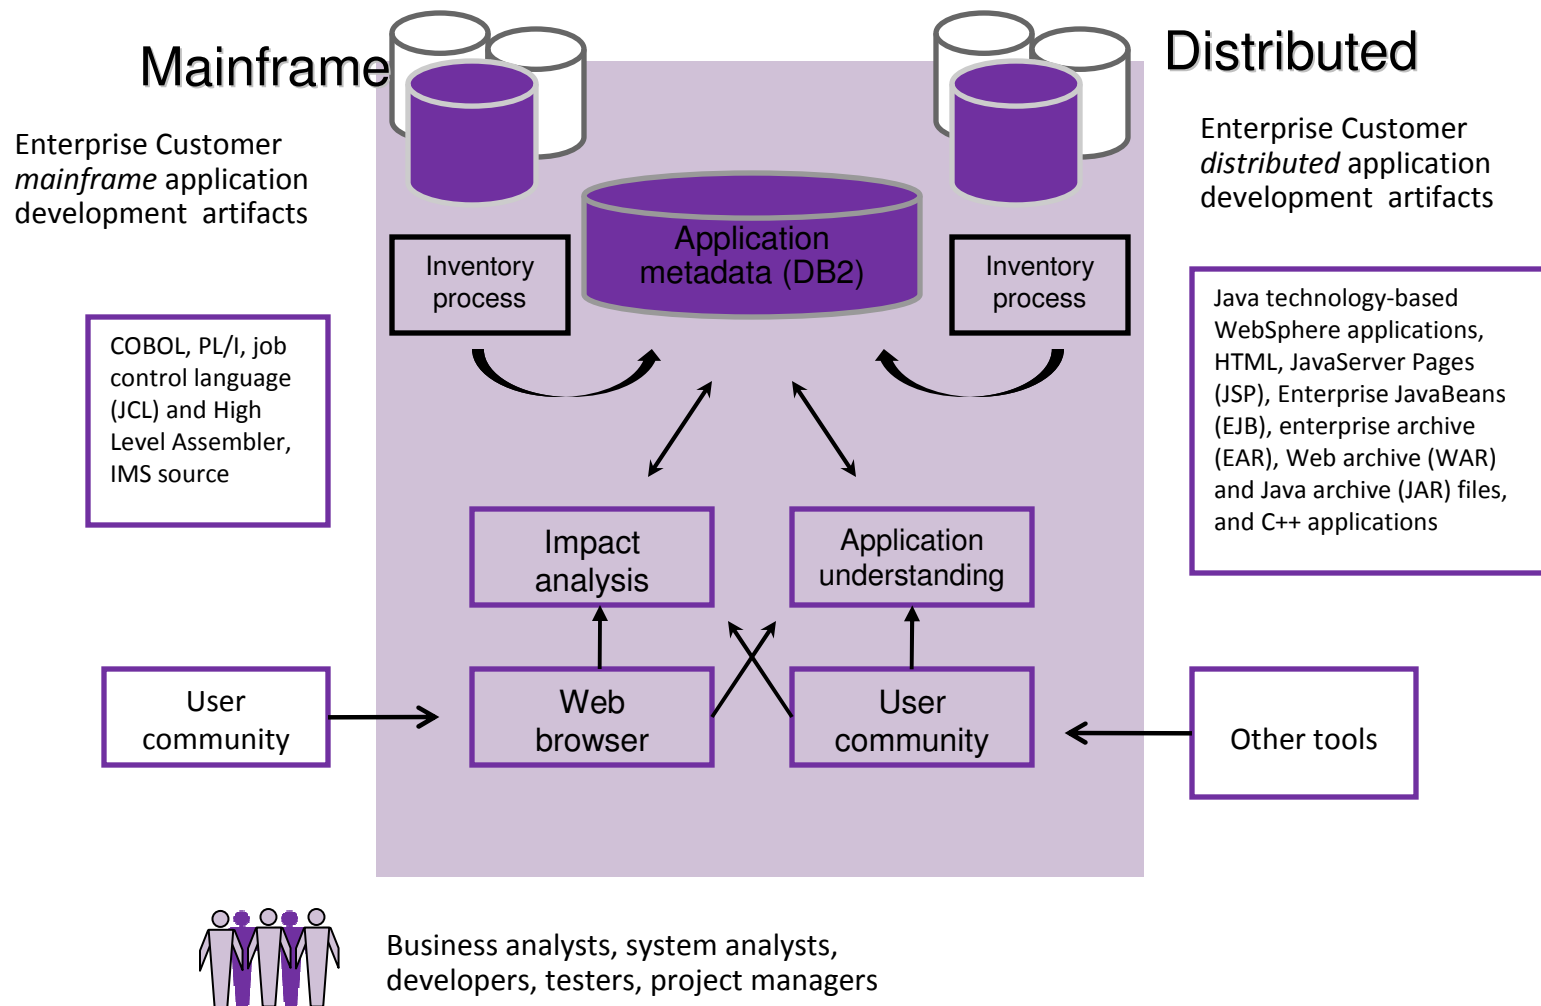 Mainframe
Distributed
Enterprise Customer
mainframe application
development artifacts
Enterprise Customer
distributed application
development artifacts
Application
metadata (DB2)
Inventory
process
Inventory
process
COBOL, PL/I, job
control language
(JCL) and High
Level Assembler,
IMS source
Java technology-based
WebSphere applications,
HTML, JavaServer Pages
(JSP), Enterprise JavaBeans
(EJB), enterprise archive
(EAR), Web archive (WAR)
and Java archive (JAR) files,
and C++ applications
Impact
analysis
Application
understanding
User
community
Web
browser
User
community
Other tools
Business analysts, system analysts,
developers, testers, project managers